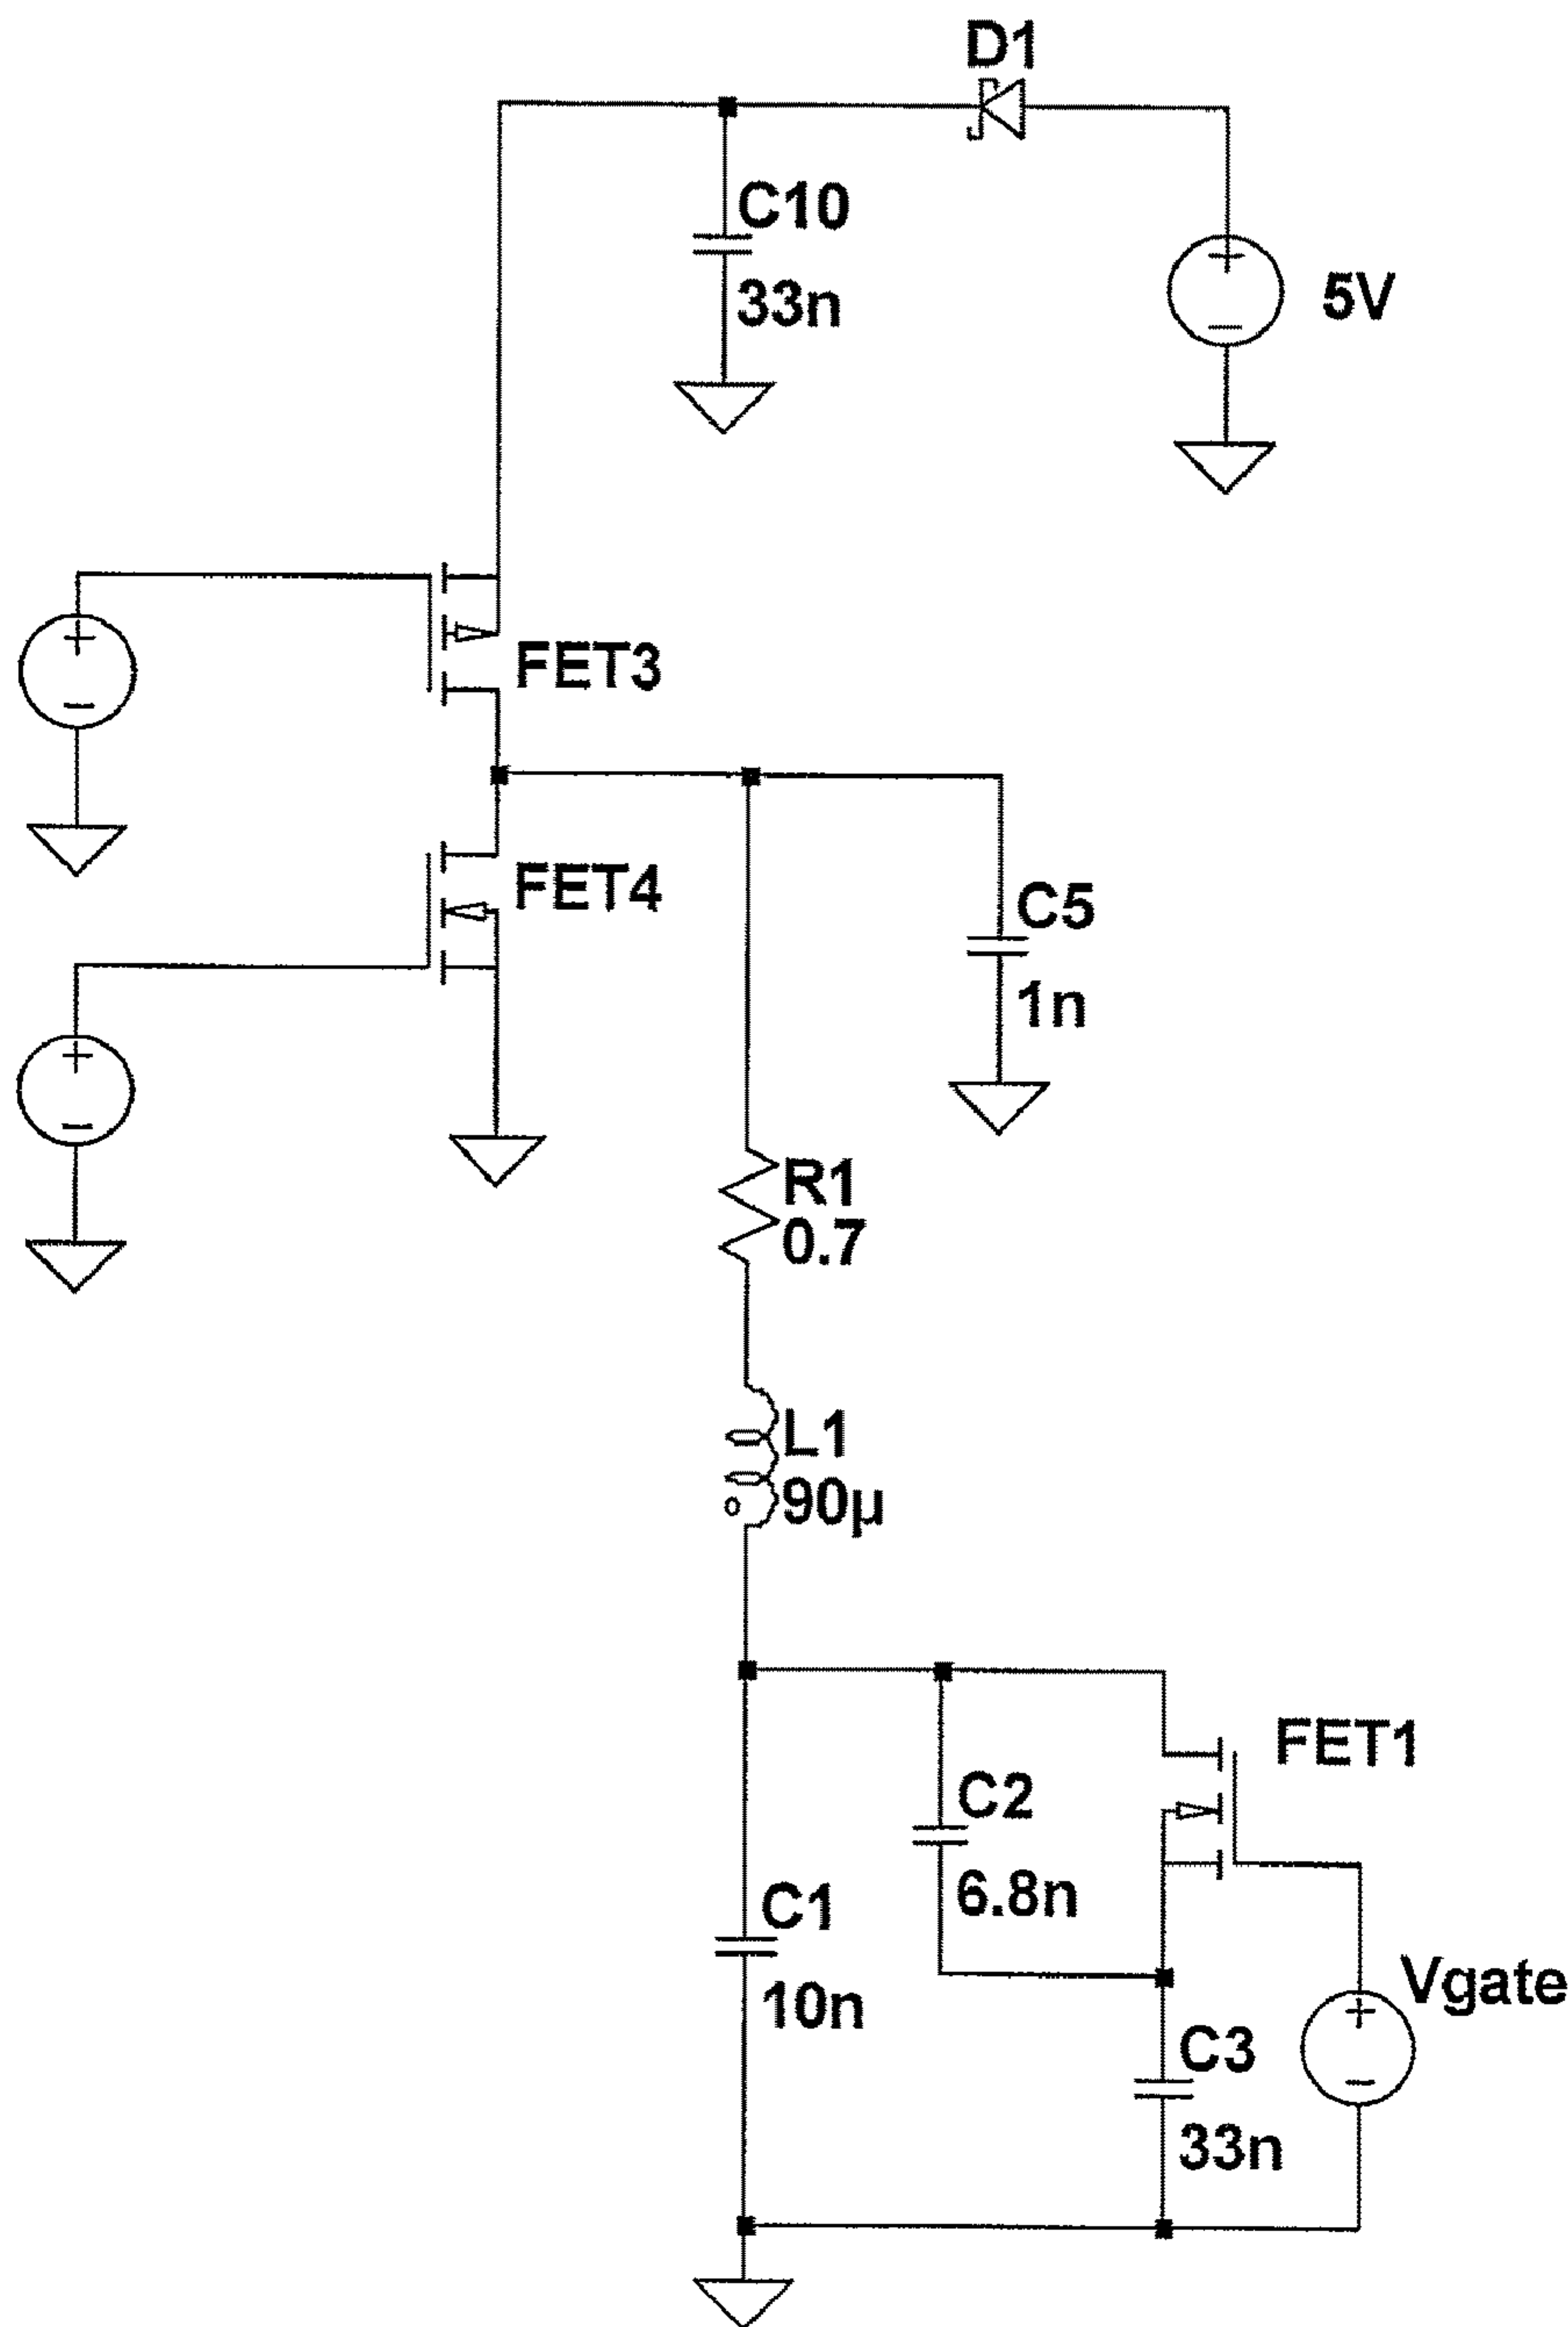 D1
C10
33n
5V
FET3
FET4
C5
1n
R1
0.7
L1
90µ
FET1
C2
6.8n
C1
10n
Vgate
C3
33n